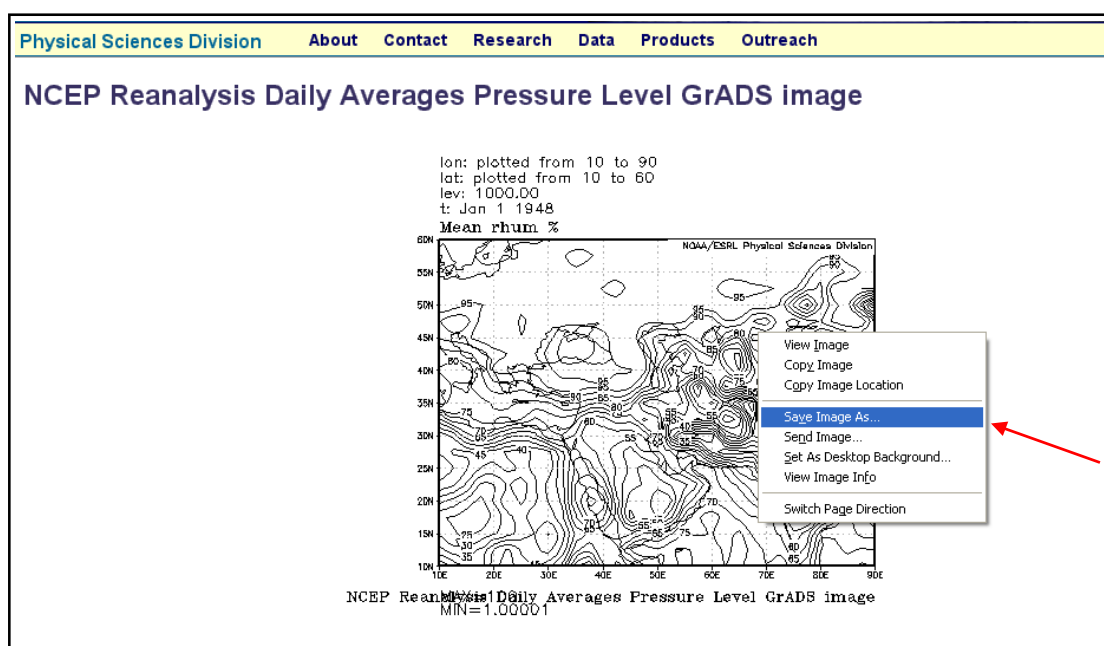 Physical Sciences Division About Contact Research Data Products Outreach
NCEP Reanalysis Daily Averages Pressure Level GrADS image
lon: plotted from 10 to 90
lat: plotted from 10 to 60
lev: 1000.00
t: Jan 1 1948
Mean rhum %
NOAA/ESRL Physical Sciences Division
60N
55N
50N
45N
40N
35N
30N
25N
20N
15N
10N
10E 20E 30E 40E 50E 60E 70E 80E 90E
View Image
Copy Image
Copy Image Location
Save Image As...
Send Image...
Set As Desktop Background...
View Image Info
Switch Page Direction
NCEP Reanalysis Daily Averages Pressure Level GrADS image
MIN=1.00001